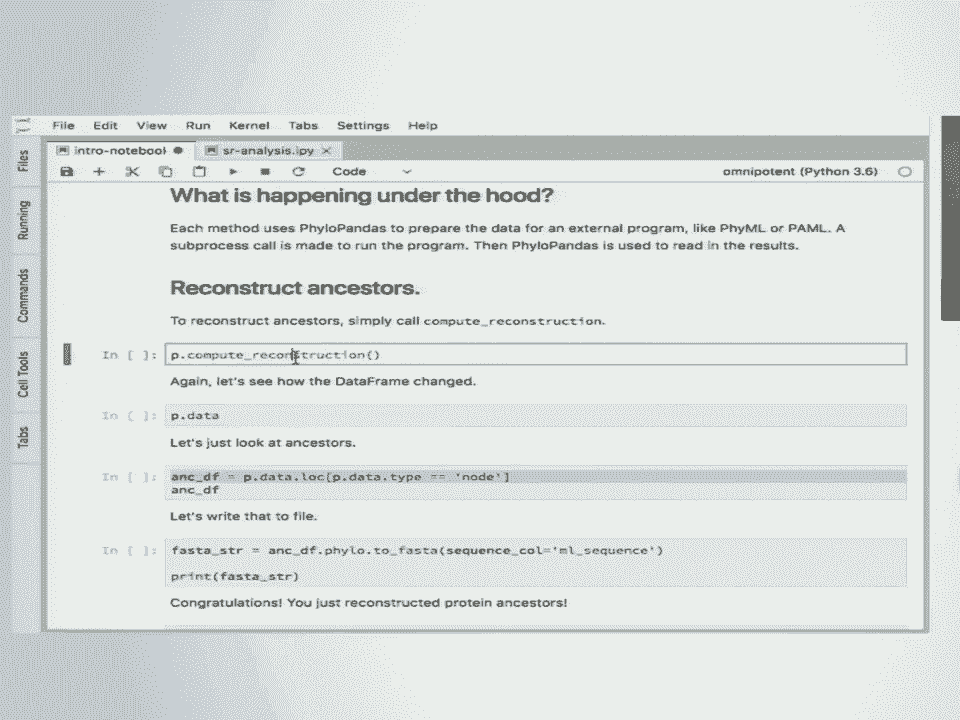 File Edit View Run Kernel Tabs Settings Help
intro-notebook
sr-analysis.ipy
Code
omnipotent (Python 3.6)
Files
Running
Commands
Cell Tools
Tabs
What is happening under the hood?
Each method uses PhyloPandas to prepare the data for an external program, like PhyML or PAML. A
subprocess call is made to run the program. Then PhyloPandas is used to read in the results.
Reconstruct ancestors.
To reconstruct ancestors, simply call compute_reconstruction.
In [ ]: p.compute_reconstruction()
Again, let's see how the DataFrame changed.
In [ ]: p.data
Let's just look at ancestors.
In [ ]: anc_df = p.data.loc[p.data.type == 'node']
anc_df
Let's write that to file.
In [ ]: fasta_str = anc_df.phylo.to_fasta(sequence_col='ml_sequence')
print(fasta_str)
Congratulations! You just reconstructed protein ancestors!